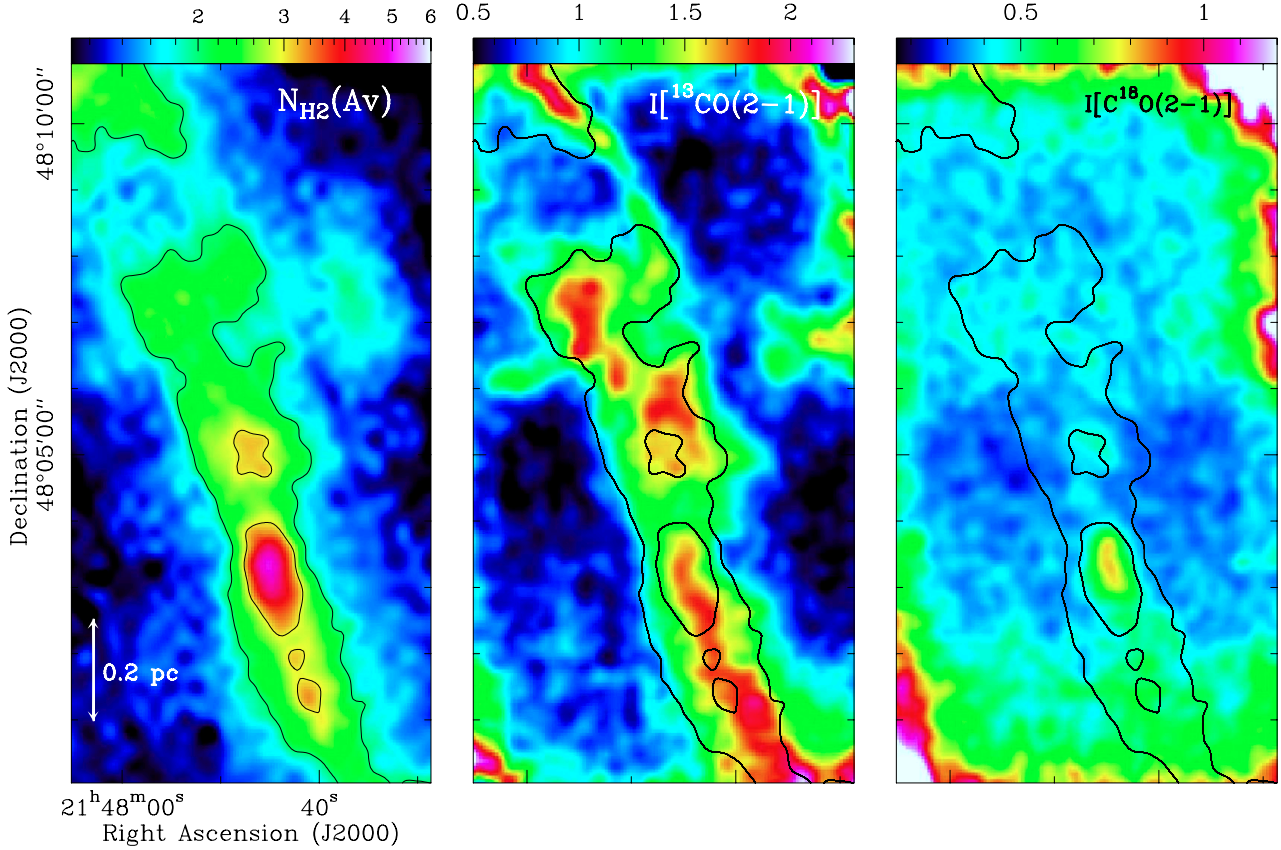 2 3 4 5 6
0.5 1 1.5 2
0.5 1
N_H2(Av)
I[¹³CO(2−1)]
I[C¹⁸O(2−1)]
48°10'00''
48°05'00''
Declination (J2000)
0.2 pc
21ʰ48ᵐ00ˢ 40ˢ
Right Ascension (J2000)